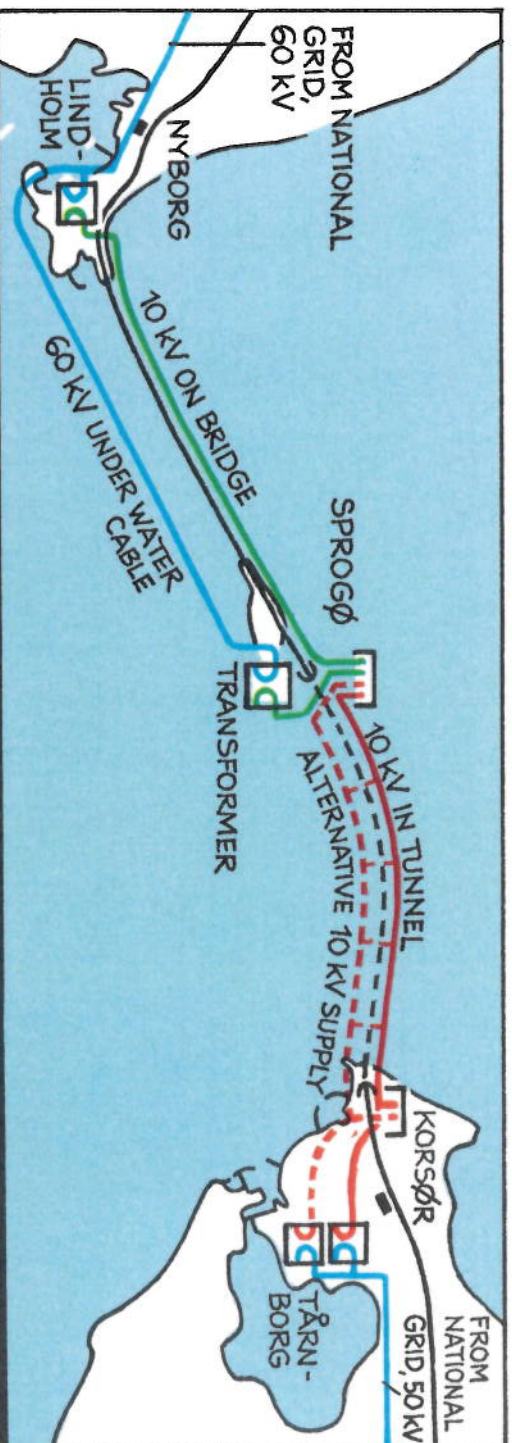 FROM NATIONAL
GRID,
60 KV
NYBORG
LIND-
HOLM
10 KV ON BRIDGE
60 KV UNDER WATER
CABLE
SPROGØ
TRANSFORMER
10 KV IN TUNNEL
ALTERNATIVE 10 KV SUPPLY
KORSØR
TÅRN-
BORG
FROM
NATIONAL
GRID, 50 KV